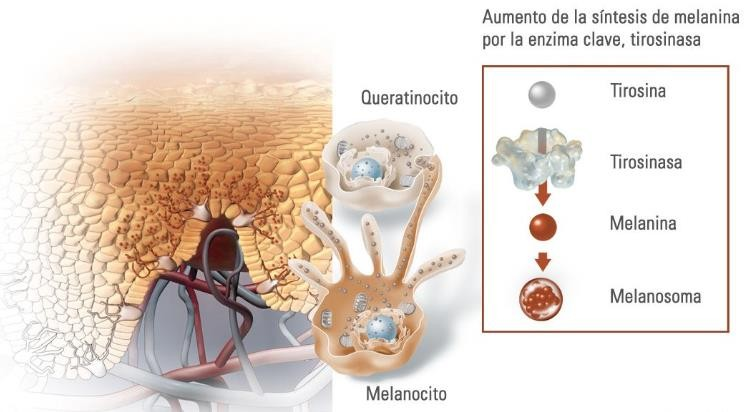 Aumento de la síntesis de melanina
por la enzima clave, tirosinasa
Queratinocito
Tirosina
Tirosinasa
Melanina
Melanosoma
Melanocito